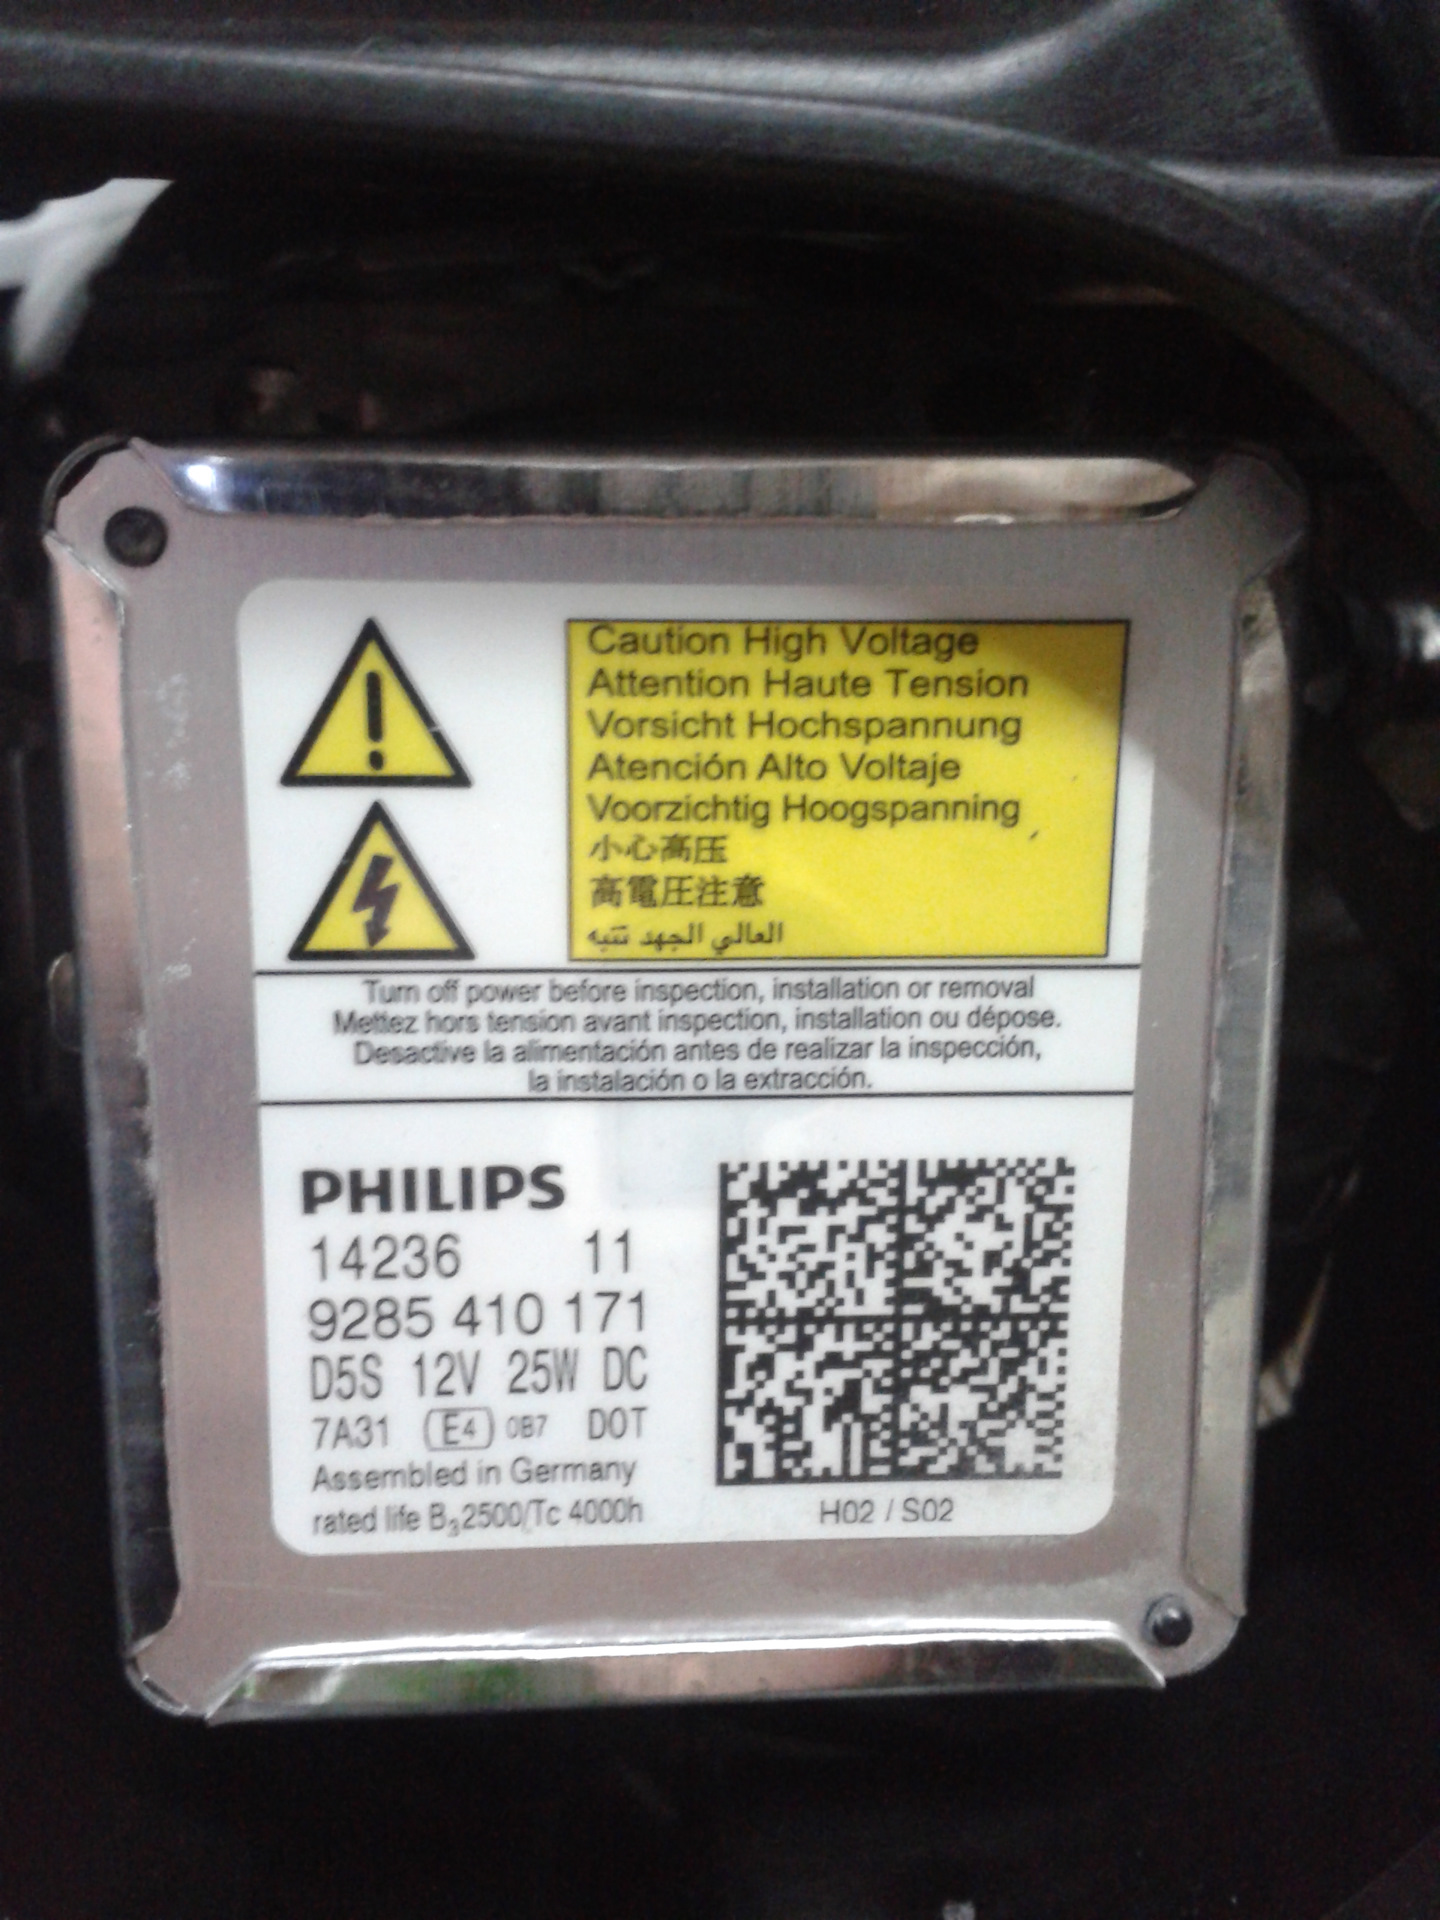 Caution High Voltage
Attention Haute Tension
Vorsicht Hochspannung
Atención Alto Voltaje
Voorzichtig Hoogspanning
小心高压
高電圧注意
العالي الجهد تنبيه
Turn off power before inspection, installation or removal
Mettez hors tension avant inspection, installation ou dépose.
Desactive la alimentación antes de realizar la inspección,
la instalación o la extracción.
PHILIPS
14236 11
9285 410 171
D5S 12V 25W DC
7A31 E4 0B7 DOT
Assembled in Germany
rated life B₃2500/Tc 4000h
H02 / S02